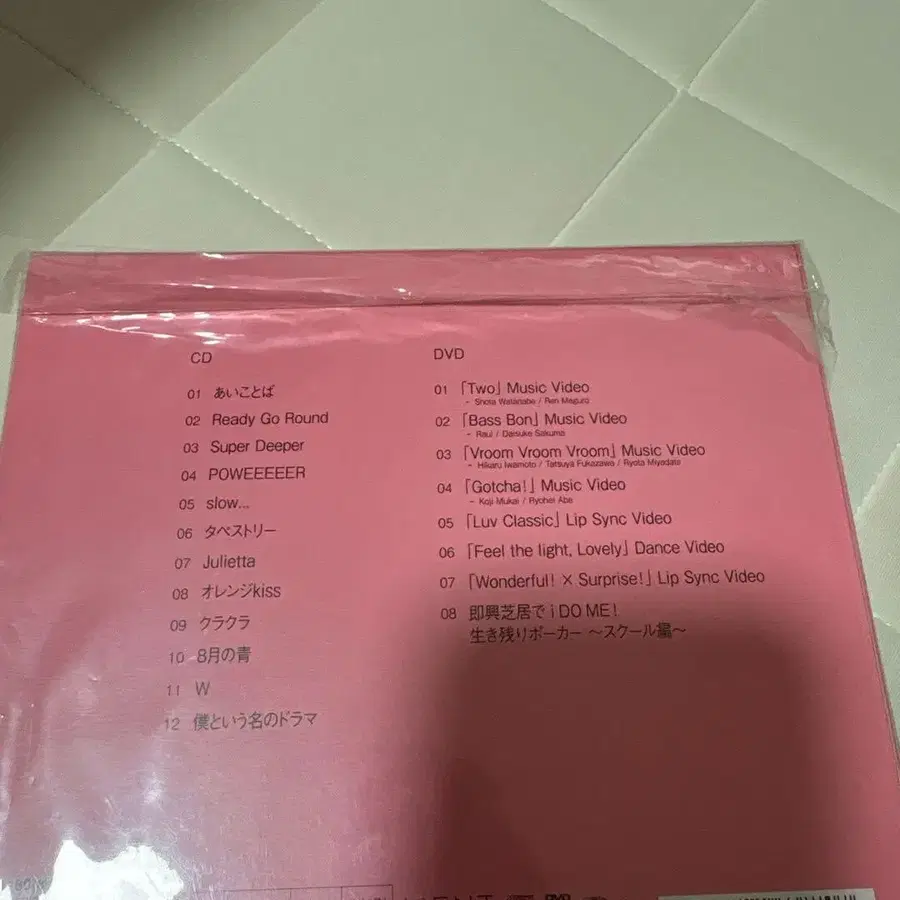 CD
01 あいことば
02 Ready Go Round
03 Super Deeper
04 POWEEEEER
05 slow...
06 タペストリー
07 Julietta
08 オレンジkiss
09 クラクラ
10 8月の青
11 W
12 僕という名のドラマ
DVD
01 「Two」 Music Video
- Shota Watanabe / Ren Meguro
02 「Bass Bon」 Music Video
- Raul / Daisuke Sakuma
03 「Vroom Vroom Vroom」 Music Video
- Hikaru Iwamoto / Tatsuya Fukazawa / Ryota Miyadate
04 「Gotcha!」 Music Video
- Koji Mukai / Ryohei Abe
05 「Luv Classic」 Lip Sync Video
06 「Feel the light, Lovely」 Dance Video
07 「Wonderful! × Surprise!」 Lip Sync Video
08 即興芝居で i DO ME!
生き残りポーカー ～スクール編～